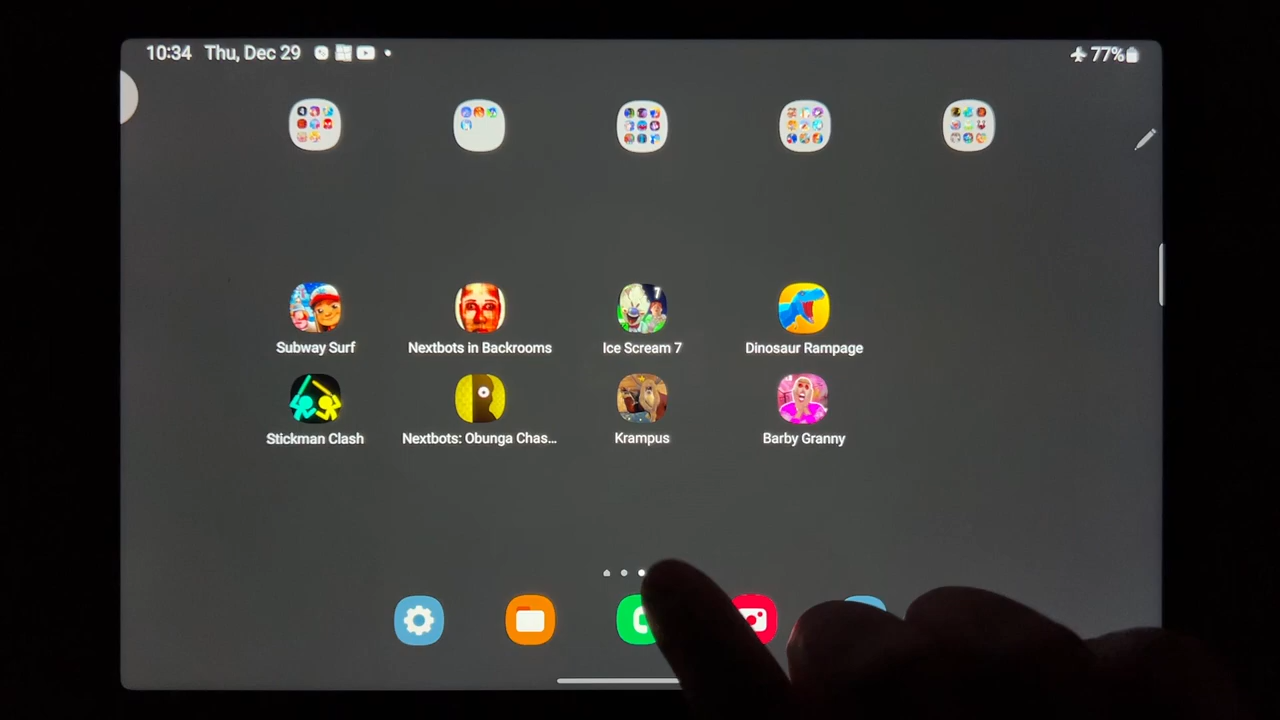 10:34 Thu, Dec 29
77%
Subway Surf Nextbots in Backrooms Ice Scream 7 Dinosaur Rampage
Stickman Clash Nextbots: Obunga Chas... Krampus Barby Granny